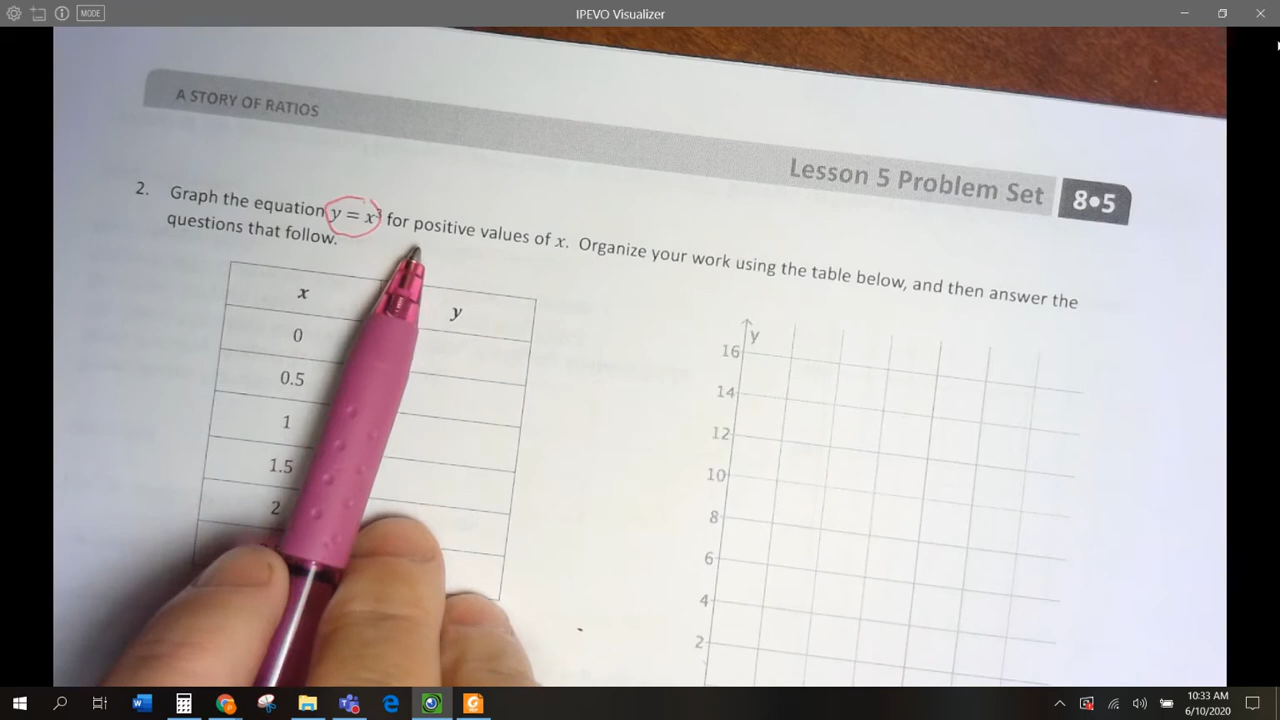 MODE
IPEVO Visualizer
A STORY OF RATIOS
Lesson 5 Problem Set
8•5
2. Graph the equation y = x³ for positive values of x. Organize your work using the table below, and then answer the
questions that follow.
x y
0
0.5
1
1.5
2
y
16
14
12
10
8
6
4
2
10:33 AM
6/10/2020